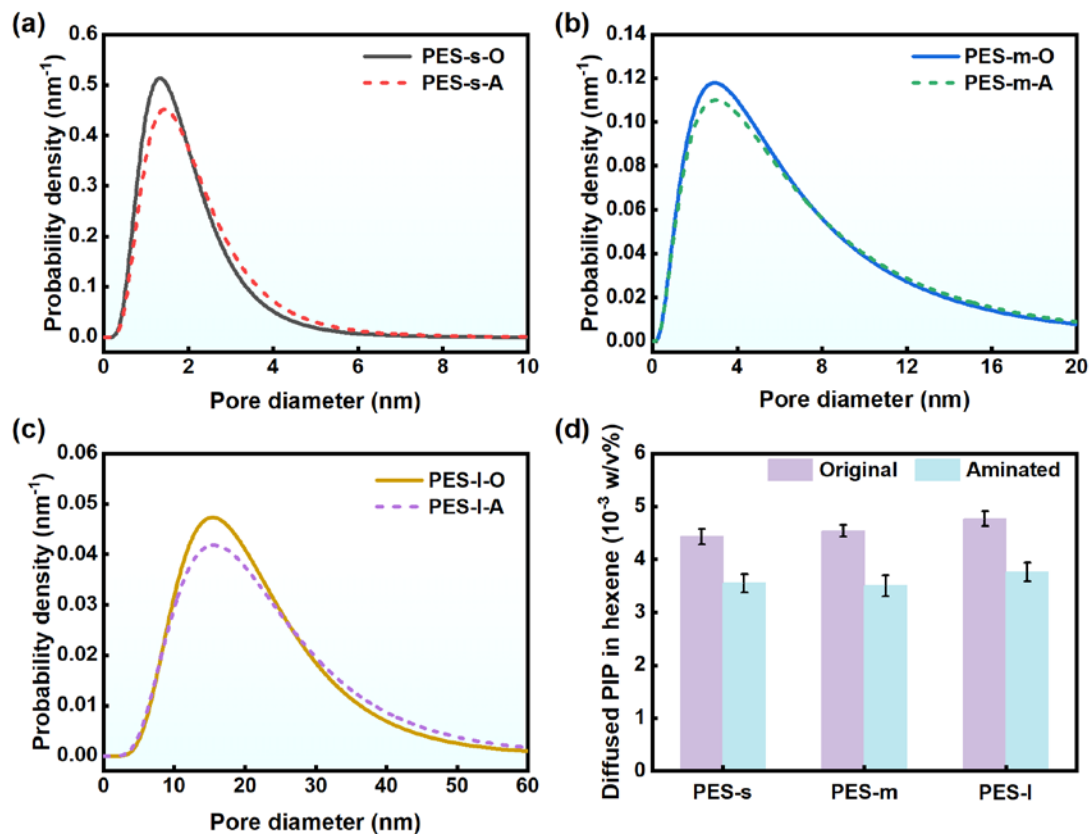 (a)
PES-s-O
PES-s-A
Probability density (nm⁻¹)
0.6
0.5
0.4
0.3
0.2
0.1
0.0
0 2 4 6 8 10
Pore diameter (nm)
(b)
PES-m-O
PES-m-A
Probability density (nm⁻¹)
0.14
0.12
0.10
0.08
0.06
0.04
0.02
0.00
0 4 8 12 16 20
Pore diameter (nm)
(c)
PES-l-O
PES-l-A
Probability density (nm⁻¹)
0.06
0.05
0.04
0.03
0.02
0.01
0.00
0 10 20 30 40 50 60
Pore diameter (nm)
(d)
Original Aminated
Diffused PIP in hexene (10⁻³ w/v%)
6
5
4
3
2
1
0
PES-s PES-m PES-l